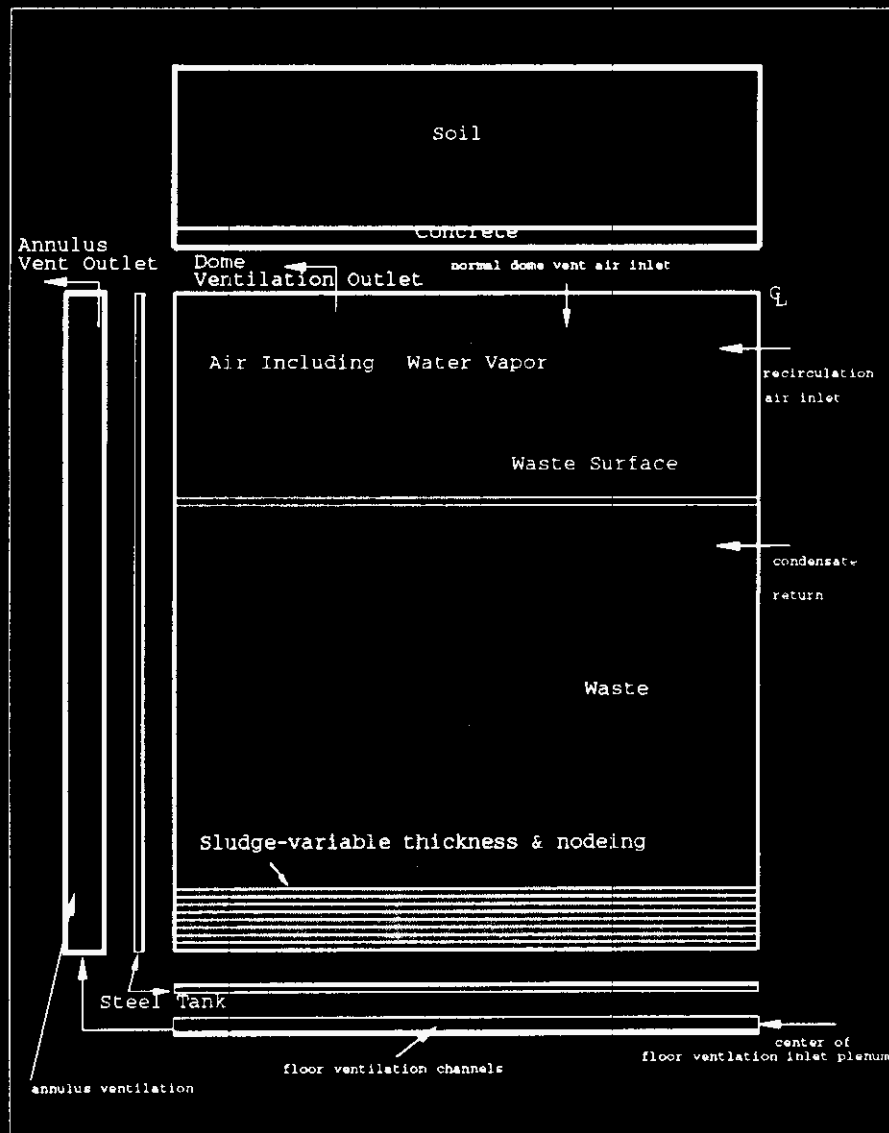 Soil
Concrete
Annulus
Vent Outlet
Dome
Ventilation Outlet
normal dome vent air inlet
℄
Air Including Water Vapor
recirculation
air inlet
Waste Surface
condensate
return
Waste
Sludge-variable thickness & nodeing
Steel Tank
center of
floor ventilation inlet plenum
floor ventilation channels
annulus ventilation